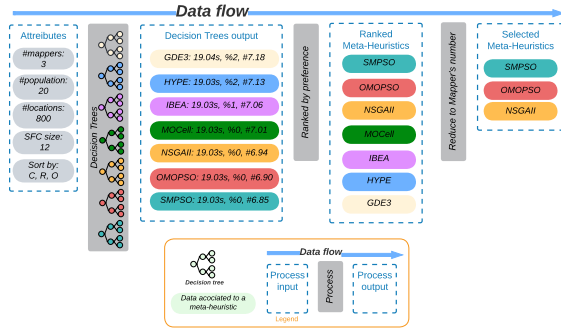 Data flow
Attributes
#mappers:
3
#population:
20
#locations:
800
SFC size:
12
Sort by:
C, R, O
Decision Trees
Decision Trees output
GDE3: 19.04s, %2, #7.18
HYPE: 19.03s, %2, #7.13
IBEA: 19.03s, %1, #7.06
MOCell: 19.03s, %0, #7.01
NSGAII: 19.03s, %0, #6.94
OMOPSO: 19.03s, %0, #6.90
SMPSO: 19.03s, %0, #6.85
Ranked by preference
Ranked
Meta-Heuristics
SMPSO
OMOPSO
NSGAII
MOCell
IBEA
HYPE
GDE3
Reduce to Mapper's number
Selected
Meta-Heuristics
SMPSO
OMOPSO
NSGAII
Decision tree
Data acociated to a
meta-heuristic
Data flow
Process
input
Process
Process
output
Legend